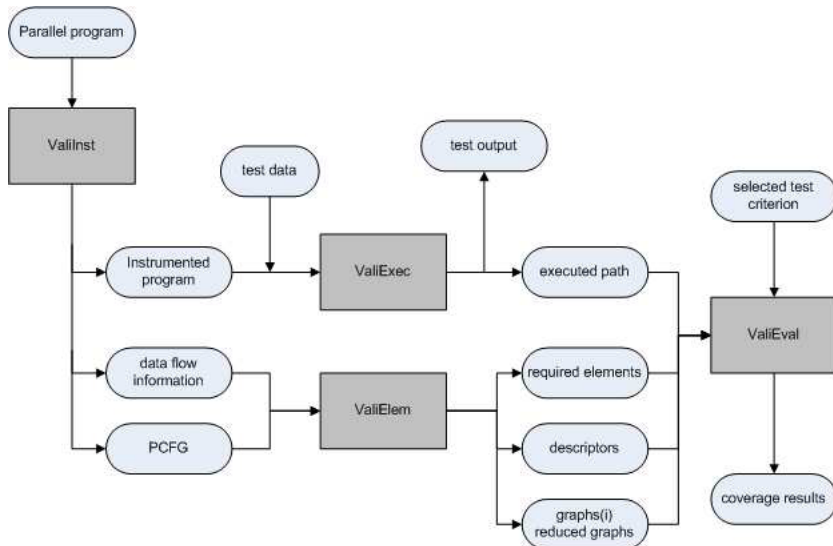 Parallel program
ValiInst
test output
test data
selected test
criterion
Instrumented
program
ValiExec
executed path
ValiEval
data flow
information
ValiElem
required elements
PCFG
descriptors
coverage results
graphs(i)
reduced graphs